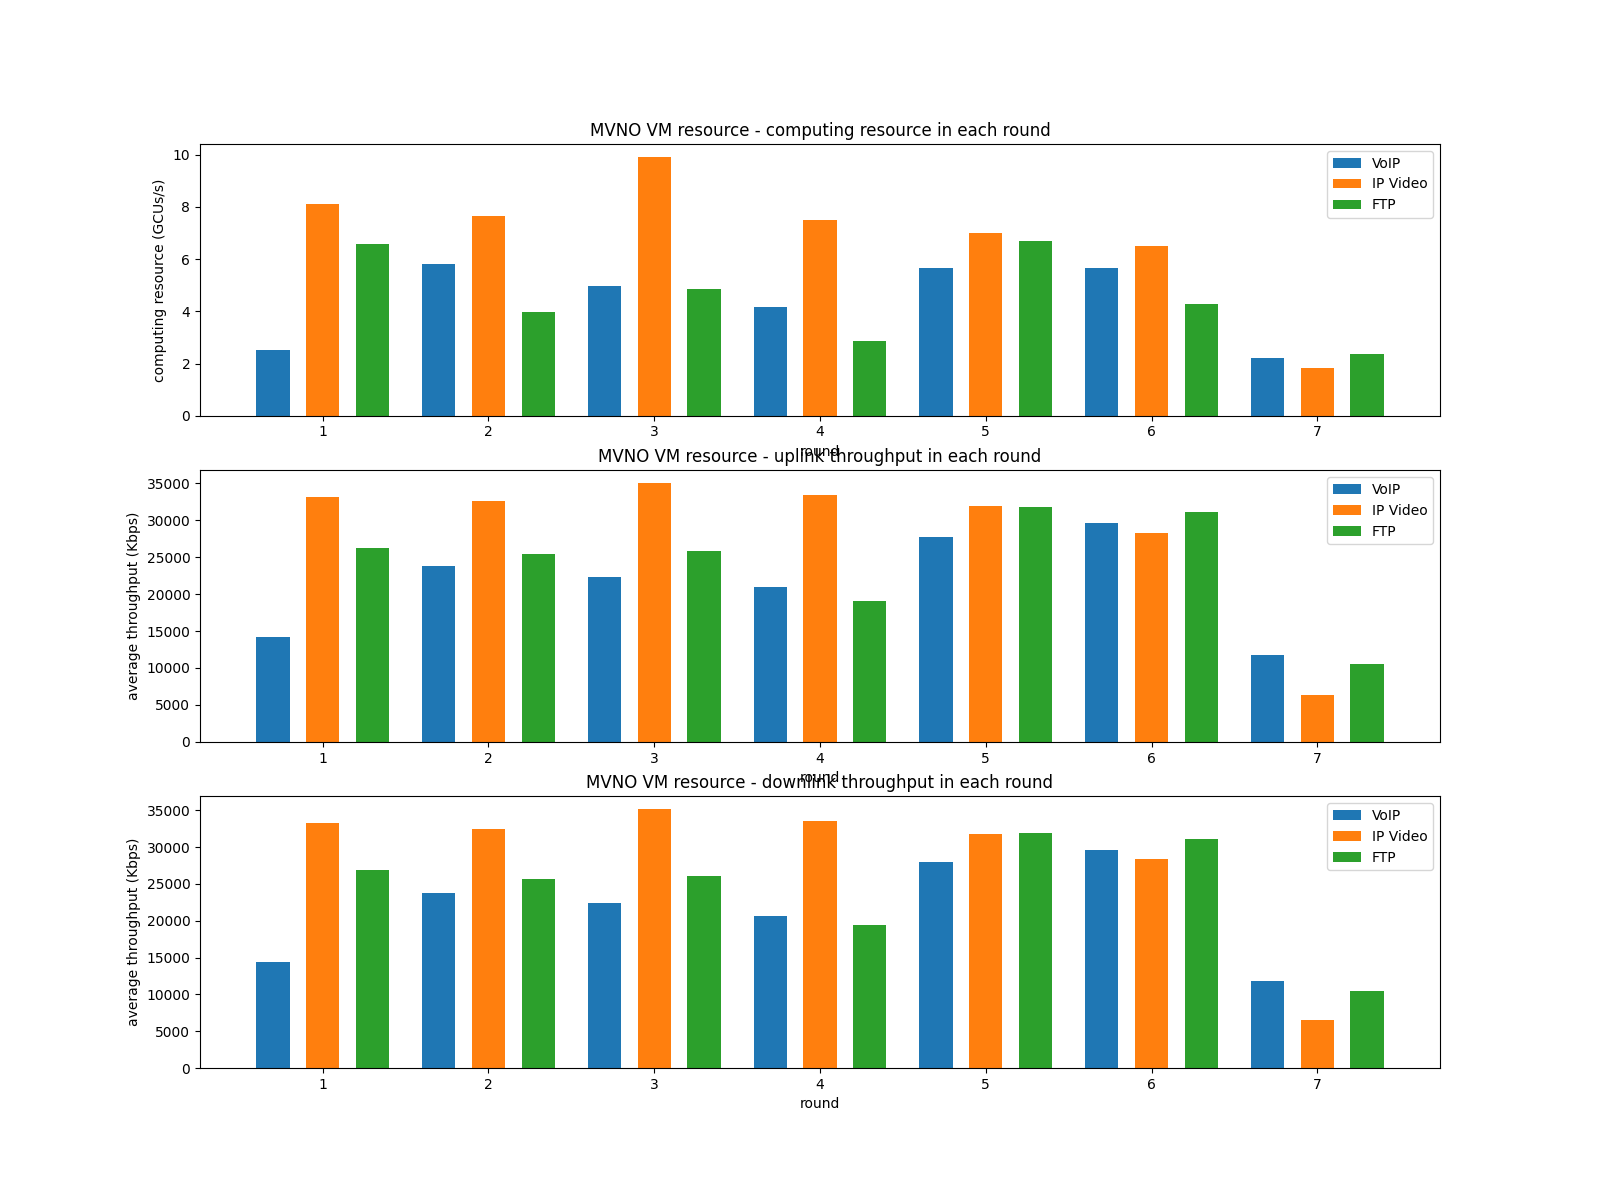 MVNO VM resource - computing resource in each round
computing resource (GCUs/s)
10
8
6
4
2
0
VoIP
IP Video
FTP
1 2 3 4 5 6 7
round
MVNO VM resource - uplink throughput in each round
average throughput (Kbps)
35000
30000
25000
20000
15000
10000
5000
0
VoIP
IP Video
FTP
1 2 3 4 5 6 7
round
MVNO VM resource - downlink throughput in each round
average throughput (Kbps)
35000
30000
25000
20000
15000
10000
5000
0
VoIP
IP Video
FTP
1 2 3 4 5 6 7
round